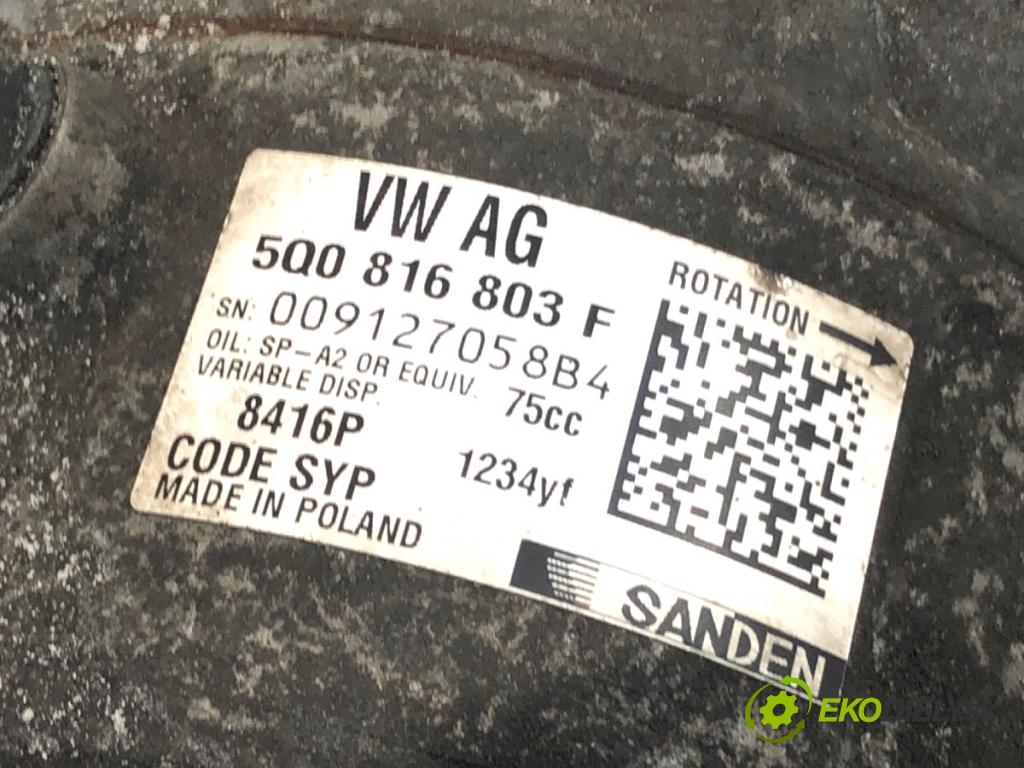 VW AG
5Q0 816 803 F
SN: 009127058B4
OIL: SP-A2 OR EQUIV. 75cc
VARIABLE DISP.
8416P 1234yf
CODE SYP
MADE IN POLAND
ROTATION
SANDEN
EKO